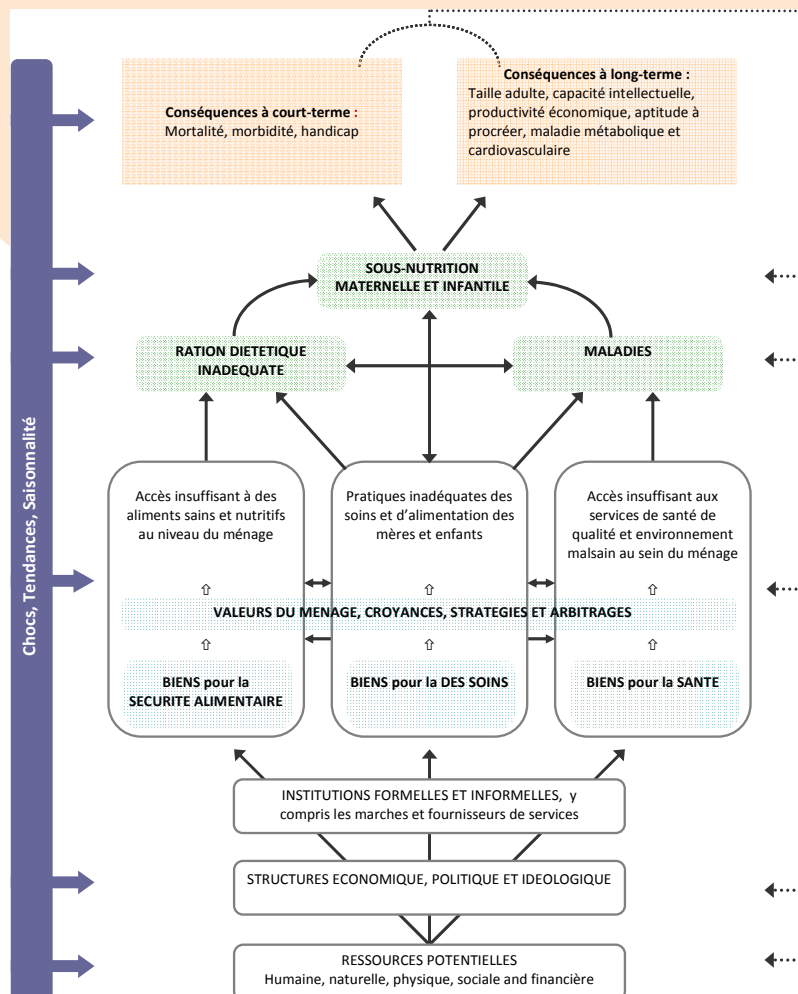 Conséquences à court-terme :
Mortalité, morbidité, handicap
Conséquences à long-terme :
Taille adulte, capacité intellectuelle,
productivité économique, aptitude à
procréer, maladie métabolique et
cardiovasculaire
SOUS-NUTRITION
MATERNELLE ET INFANTILE
RATION DIETETIQUE
INADEQUATE
MALADIES
Chocs, Tendances, Saisonnalité
Accès insuffisant à des
aliments sains et nutritifs
au niveau du ménage
Pratiques inadéquates des
soins et d'alimentation des
mères et enfants
Accès insuffisant aux
services de santé de
qualité et environnement
malsain au sein du ménage
VALEURS DU MENAGE, CROYANCES, STRATEGIES ET ARBITRAGES
BIENS pour la
SECURITE ALIMENTAIRE
BIENS pour la DES SOINS
BIENS pour la SANTE
INSTITUTIONS FORMELLES ET INFORMELLES, y
compris les marches et fournisseurs de services
STRUCTURES ECONOMIQUE, POLITIQUE ET IDEOLOGIQUE
RESSOURCES POTENTIELLES
Humaine, naturelle, physique, sociale and financière